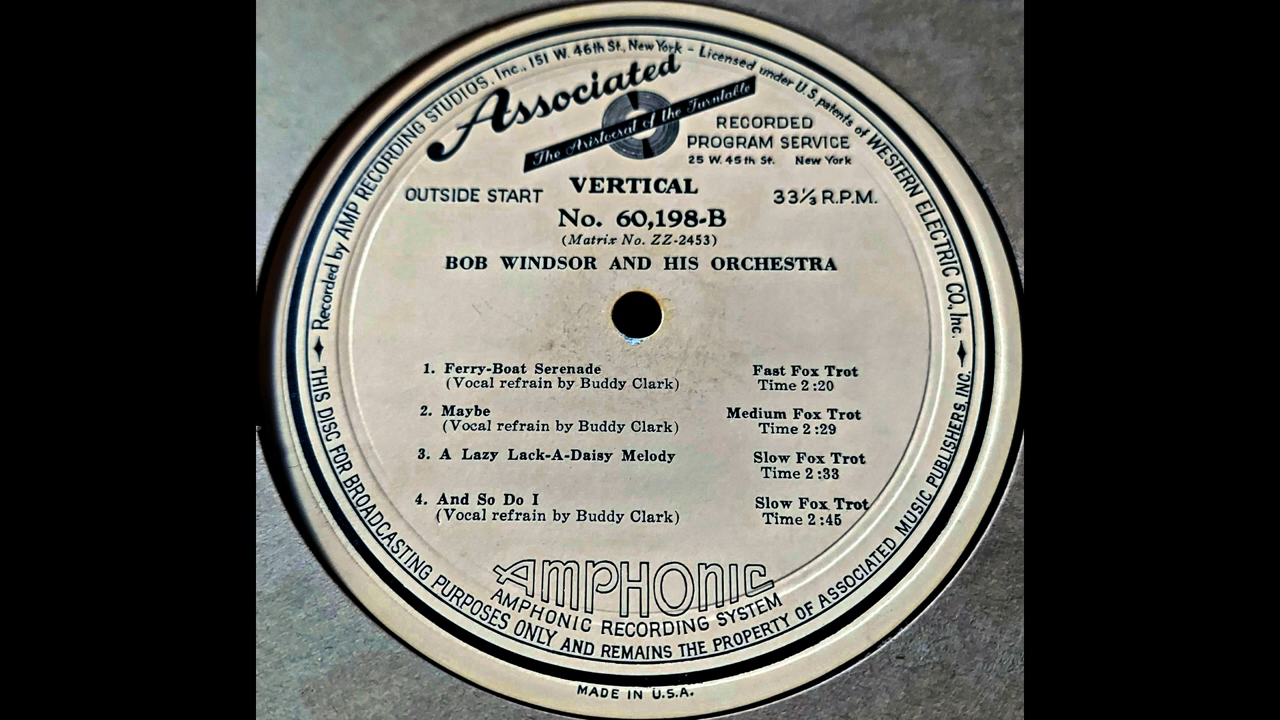 Recorded by AMP RECORDING STUDIOS, Inc., 151 W. 46th St., New York – Licensed under U.S. patents of WESTERN ELECTRIC CO., Inc.
Associated
The Aristocrat of the Turntable
RECORDED
PROGRAM SERVICE
25 W. 45th St. New York
OUTSIDE START
VERTICAL
33⅓ R.P.M.
No. 60,198-B
(Matrix No. ZZ-2453)
BOB WINDSOR AND HIS ORCHESTRA
1. Ferry-Boat Serenade Fast Fox Trot
(Vocal refrain by Buddy Clark) Time 2:20
2. Maybe Medium Fox Trot
(Vocal refrain by Buddy Clark) Time 2:29
3. A Lazy Lack-A-Daisy Melody Slow Fox Trot
Time 2:33
4. And So Do I Slow Fox Trot
(Vocal refrain by Buddy Clark) Time 2:45
AMPHONIC
AMPHONIC RECORDING SYSTEM
THIS DISC FOR BROADCASTING PURPOSES ONLY AND REMAINS THE PROPERTY OF ASSOCIATED MUSIC PUBLISHERS, INC.
MADE IN U.S.A.